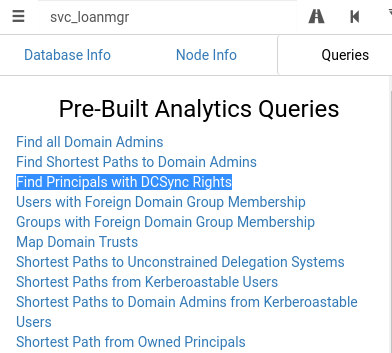 svc_loanmgr
Database Info
Node Info
Queries
Pre-Built Analytics Queries
Find all Domain Admins
Find Shortest Paths to Domain Admins
Find Principals with DCSync Rights
Users with Foreign Domain Group Membership
Groups with Foreign Domain Group Membership
Map Domain Trusts
Shortest Paths to Unconstrained Delegation Systems
Shortest Paths from Kerberoastable Users
Shortest Paths to Domain Admins from Kerberoastable
Users
Shortest Path from Owned Principals